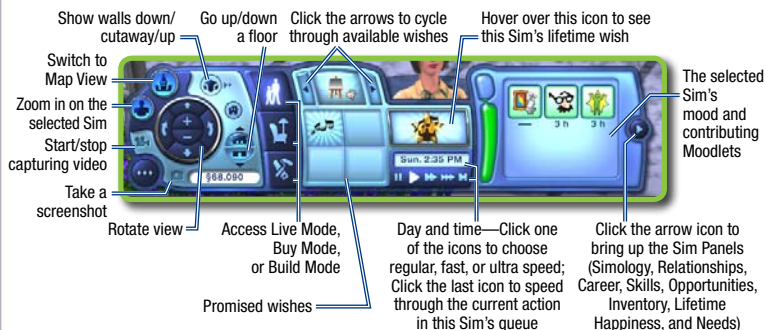 Show walls down/
cutaway/up
Go up/down
a floor
Click the arrows to cycle
through available wishes
Hover over this icon to see
this Sim's lifetime wish
Switch to
Map View
Zoom in on the
selected Sim
Start/stop
capturing video
Take a
screenshot
Rotate view
§68,090
Sun. 2:35 PM
3 h
3 h
The selected
Sim's
mood and
contributing
Moodlets
Access Live Mode,
Buy Mode,
or Build Mode
Promised wishes
Day and time—Click one
of the icons to choose
regular, fast, or ultra speed;
Click the last icon to speed
through the current action
in this Sim's queue
Click the arrow icon to
bring up the Sim Panels
(Simology, Relationships,
Career, Skills, Opportunities,
Inventory, Lifetime
Happiness, and Needs)